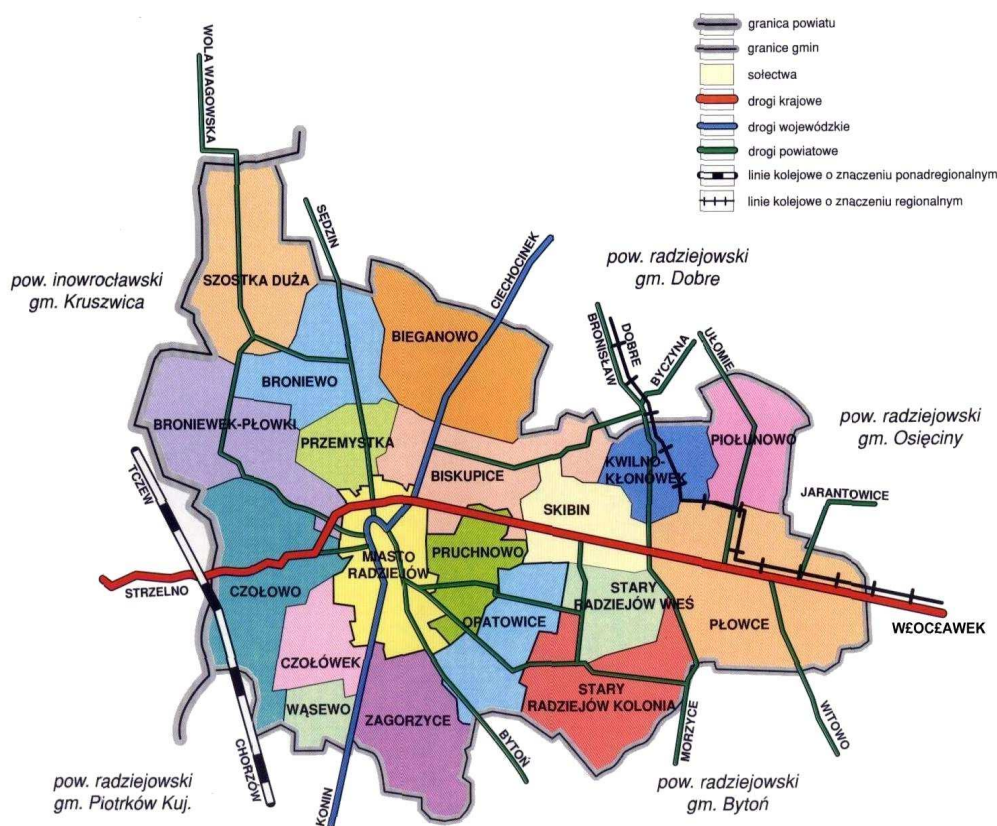 granica powiatu
granice gmin
sołectwa
drogi krajowe
drogi wojewódzkie
drogi powiatowe
linie kolejowe o znaczeniu ponadregionalnym
linie kolejowe o znaczeniu regionalnym
WOLA WAGOWSKA
SĘDZIN
CIECHOCINEK
pow. radziejowski
gm. Dobre
pow. inowrocławski
gm. Kruszwica
SZOSTKA DUŻA
BIEGANOWO
BRONISŁAW
DOBRE
BYCZYNA
UŁOMIE
BRONIEWO
BRONIEWEK-PŁOWKI
PRZEMYSTKA
BISKUPICE
KWILNO-
KŁONÓWEK
PIOŁUNOWO
pow. radziejowski
gm. Osięciny
TCZEW
JARANTOWICE
SKIBIN
MIASTO
RADZIEJÓW
PRUCHNOWO
STRZELNO
CZOŁOWO
STARY
RADZIEJÓW WIEŚ
OPATOWICE
PŁOWCE
W£OC£AWEK
CZOŁÓWEK
WĄSEWO
ZAGORZYCE
STARY
RADZIEJÓW KOLONIA
CHORZÓW
KONIN
BYTOŃ
MORZYCE
WITOWO
pow. radziejowski
gm. Piotrków Kuj.
pow. radziejowski
gm. Bytoń